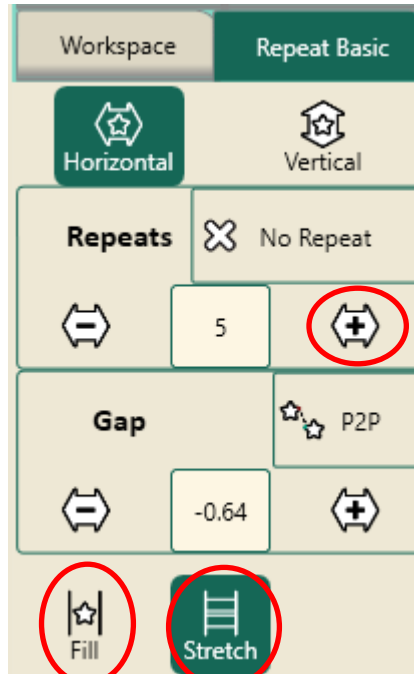 Workspace Repeat Basic
Horizontal Vertical
Repeats No Repeat
5
Gap P2P
-0.64
Fill Stretch